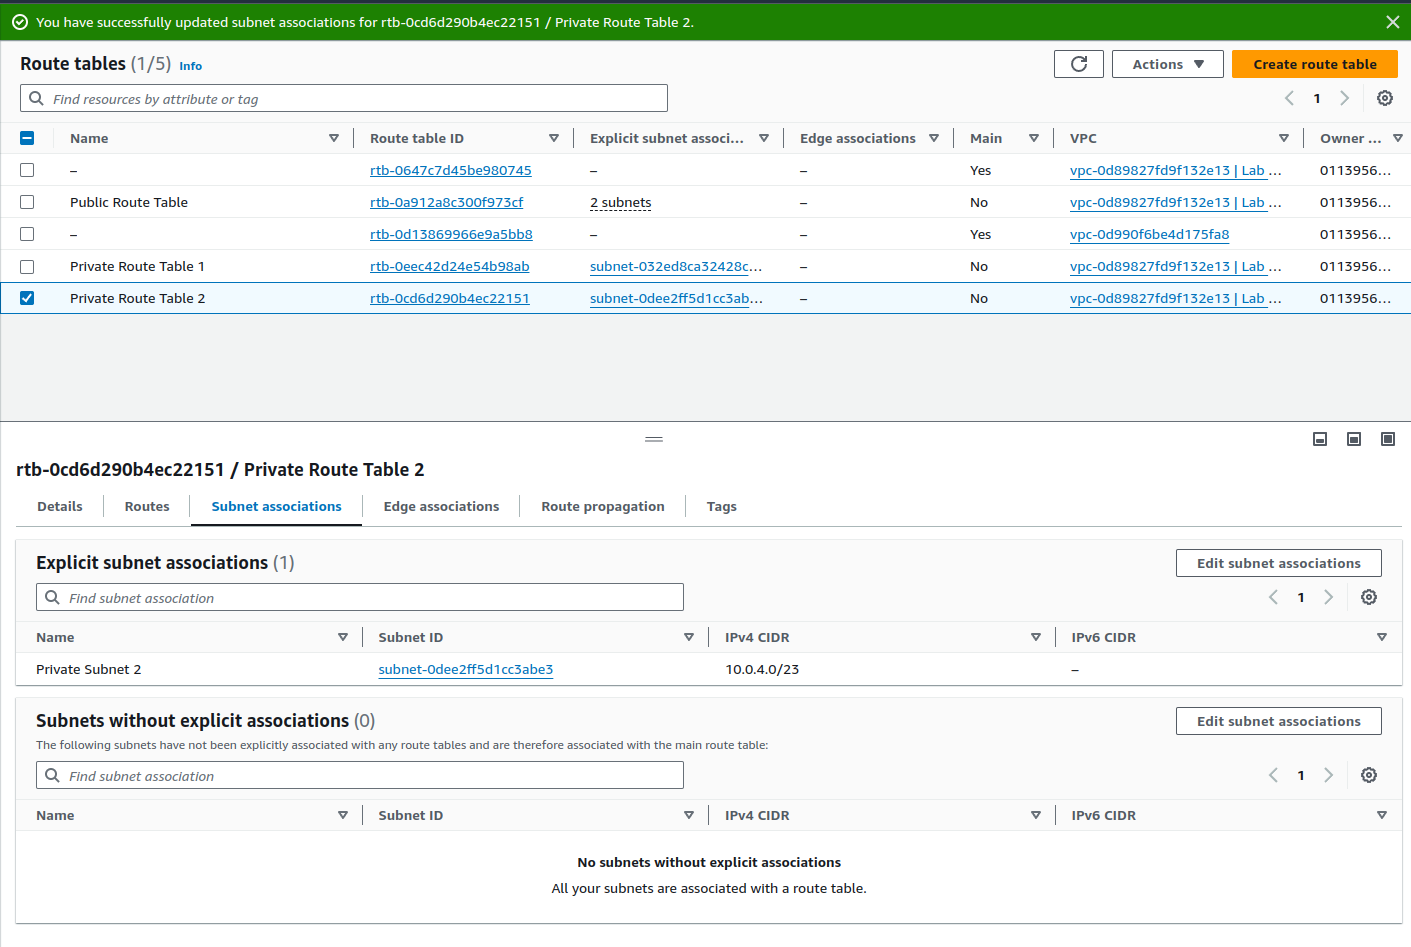 You have successfully updated subnet associations for rtb-0cd6d290b4ec22151 / Private Route Table 2.
Route tables (1/5) Info
Actions
Create route table
Find resources by attribute or tag
1
Name Route table ID Explicit subnet associ... Edge associations Main VPC Owner ...
– rtb-0647c7d45be980745 – – Yes vpc-0d89827fd9f132e13 | Lab ... 0113956...
Public Route Table rtb-0a912a8c300f973cf 2 subnets – No vpc-0d89827fd9f132e13 | Lab ... 0113956...
– rtb-0d13869966e9a5bb8 – – Yes vpc-0d990f6be4d175fa8 0113956...
Private Route Table 1 rtb-0eec42d24e54b98ab subnet-032ed8ca32428c... – No vpc-0d89827fd9f132e13 | Lab ... 0113956...
Private Route Table 2 rtb-0cd6d290b4ec22151 subnet-0dee2ff5d1cc3ab... – No vpc-0d89827fd9f132e13 | Lab ... 0113956...
rtb-0cd6d290b4ec22151 / Private Route Table 2
Details Routes Subnet associations Edge associations Route propagation Tags
Explicit subnet associations (1)
Edit subnet associations
Find subnet association
1
Name Subnet ID IPv4 CIDR IPv6 CIDR
Private Subnet 2 subnet-0dee2ff5d1cc3abe3 10.0.4.0/23 –
Subnets without explicit associations (0)
Edit subnet associations
The following subnets have not been explicitly associated with any route tables and are therefore associated with the main route table:
Find subnet association
1
Name Subnet ID IPv4 CIDR IPv6 CIDR
No subnets without explicit associations
All your subnets are associated with a route table.